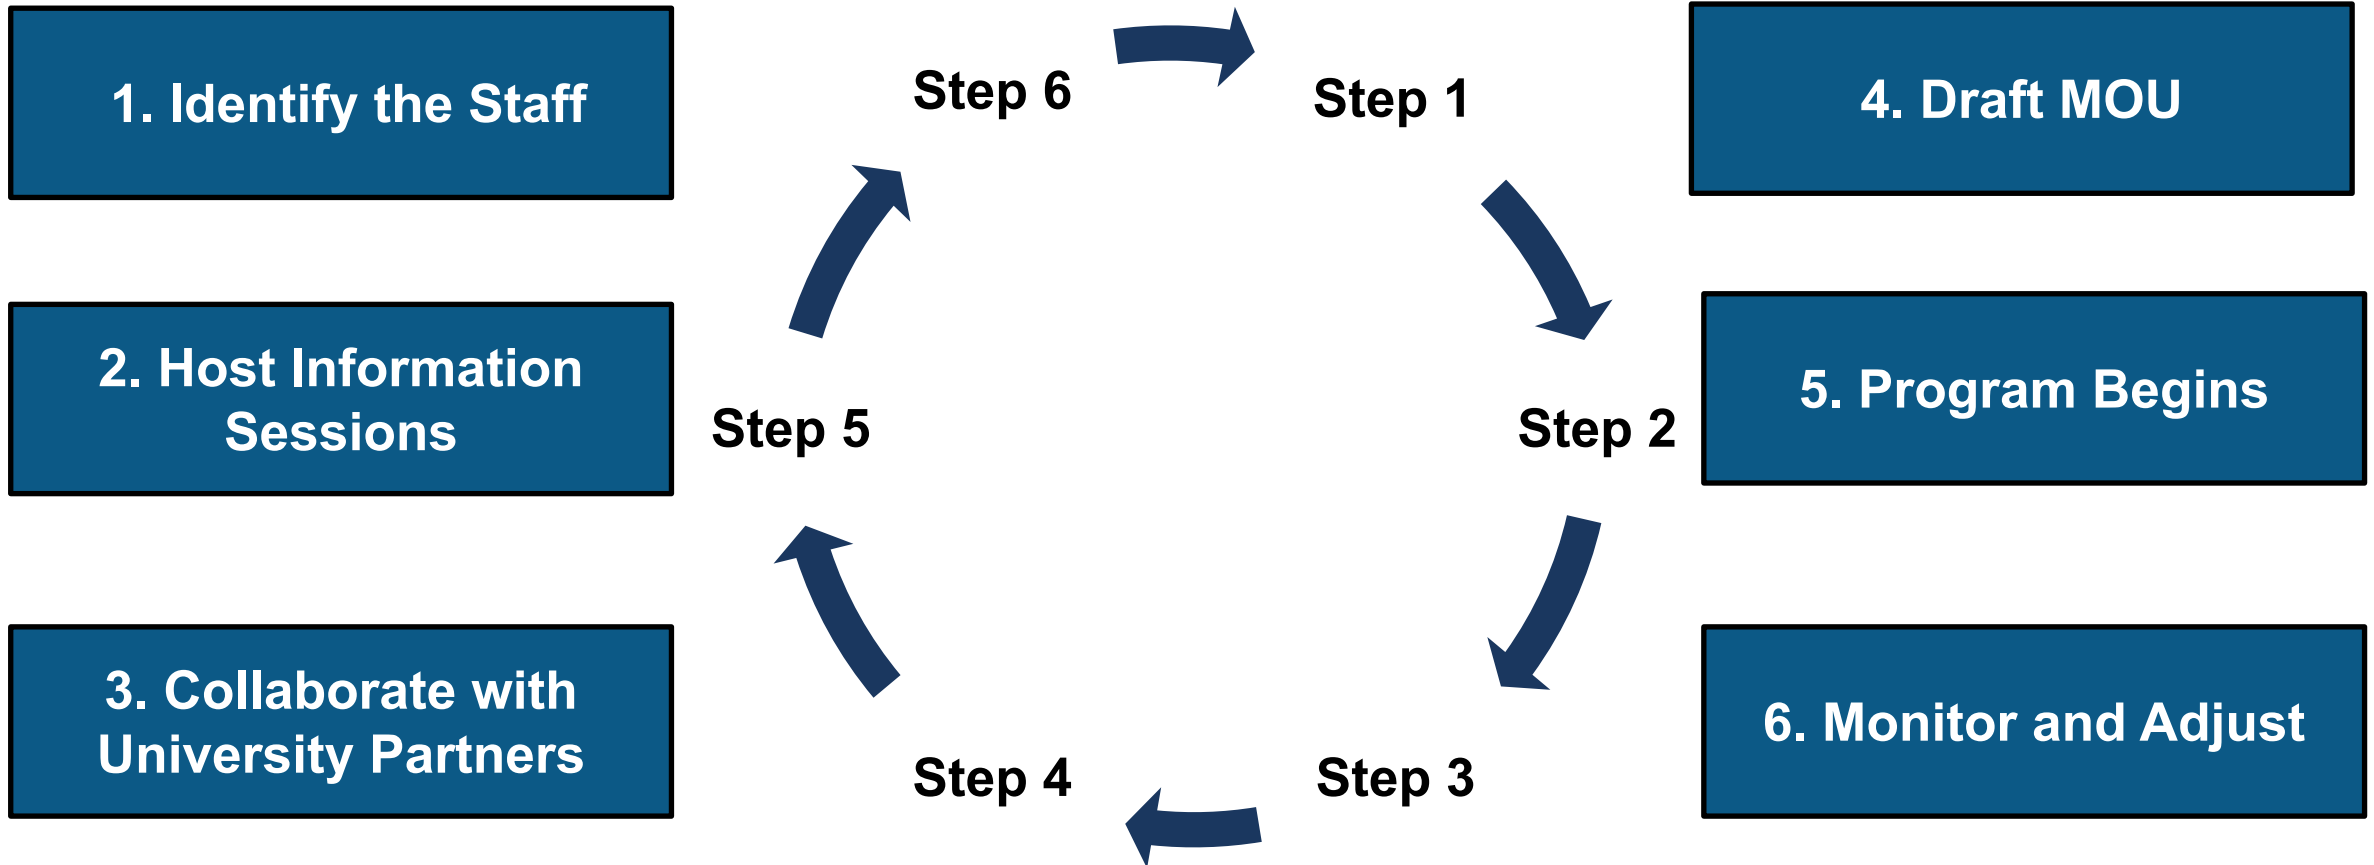 1. Identify the Staff
2. Host Information
Sessions
3. Collaborate with
University Partners
Step 6
Step 1
Step 5
Step 2
Step 4
Step 3
4. Draft MOU
5. Program Begins
6. Monitor and Adjust